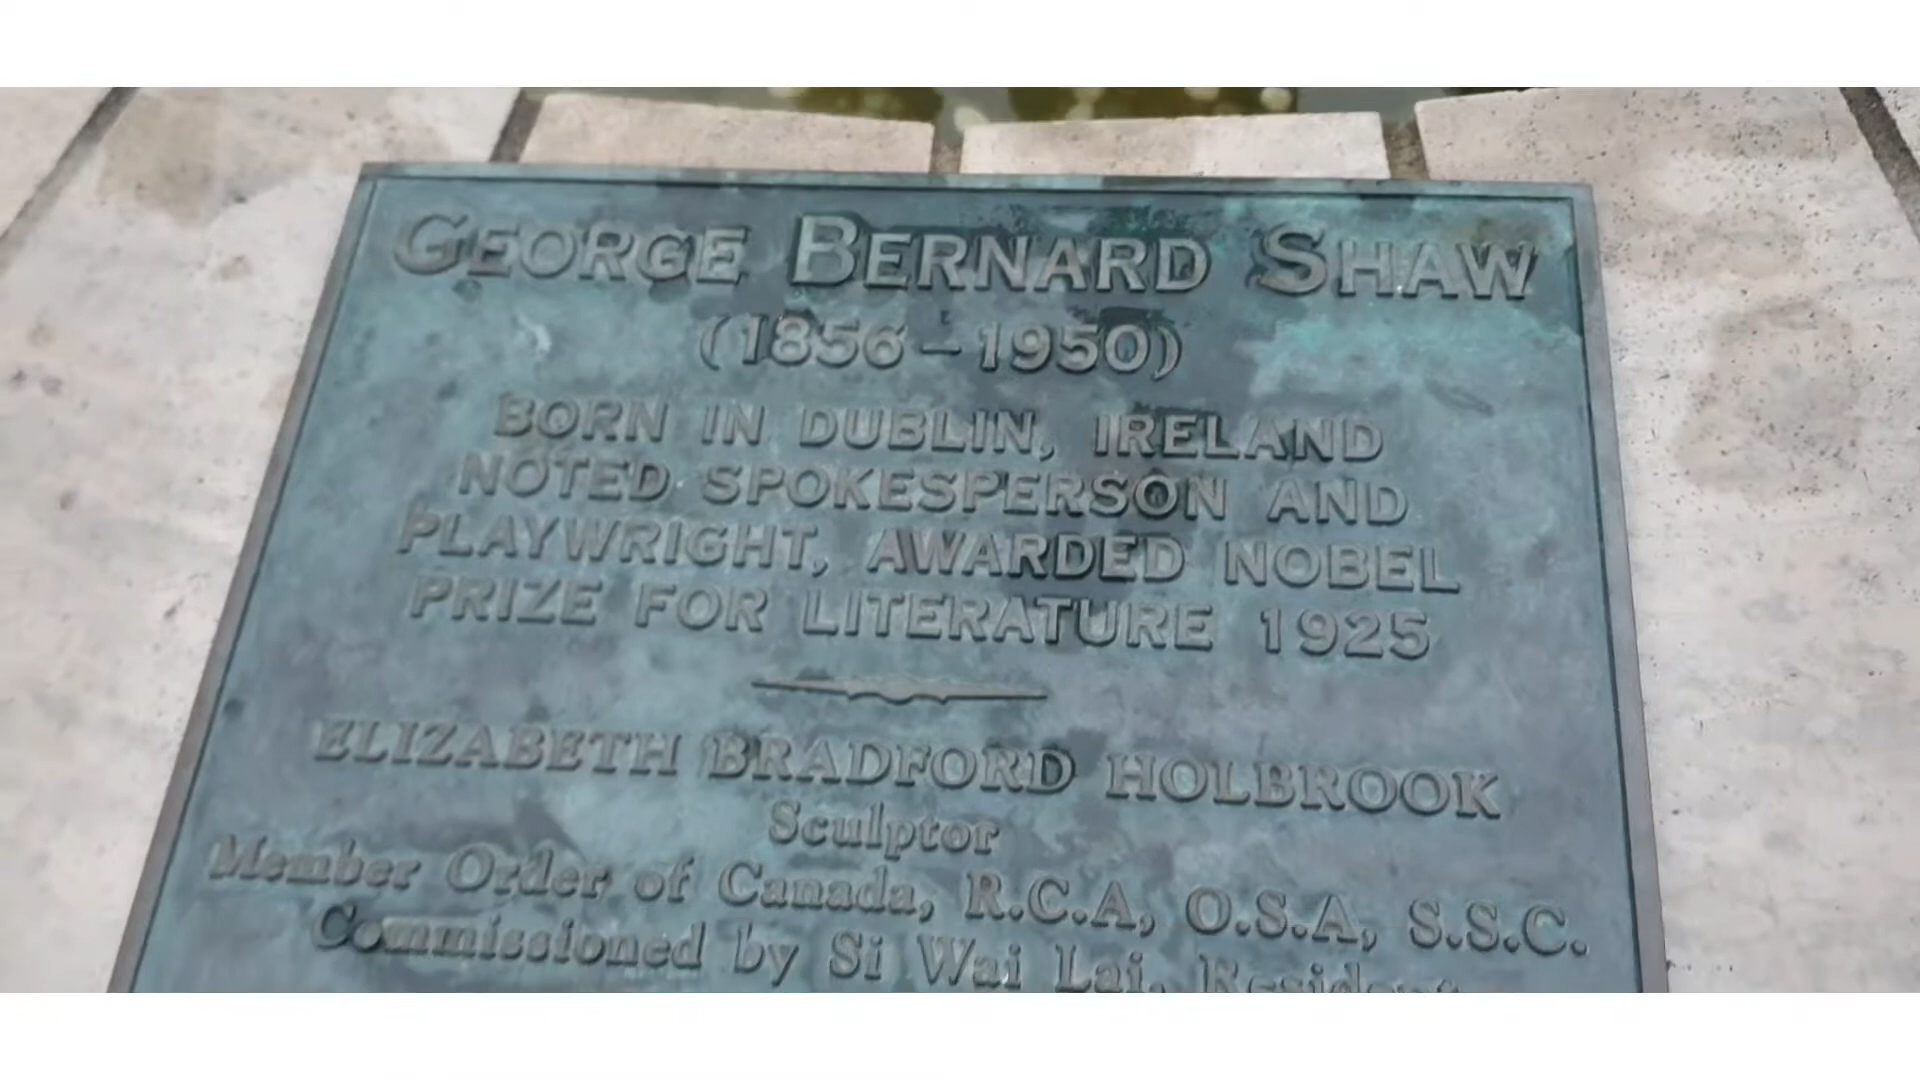 GEORGE BERNARD SHAW
(1856-1950)
BORN IN DUBLIN, IRELAND
NOTED SPOKESPERSON AND
PLAYWRIGHT, AWARDED NOBEL
PRIZE FOR LITERATURE 1925
ELIZABETH BRADFORD HOLBROOK
Sculptor
Member Order of Canada, R.C.A, O.S.A, S.S.C.
Commissioned by Si Wai Lai,